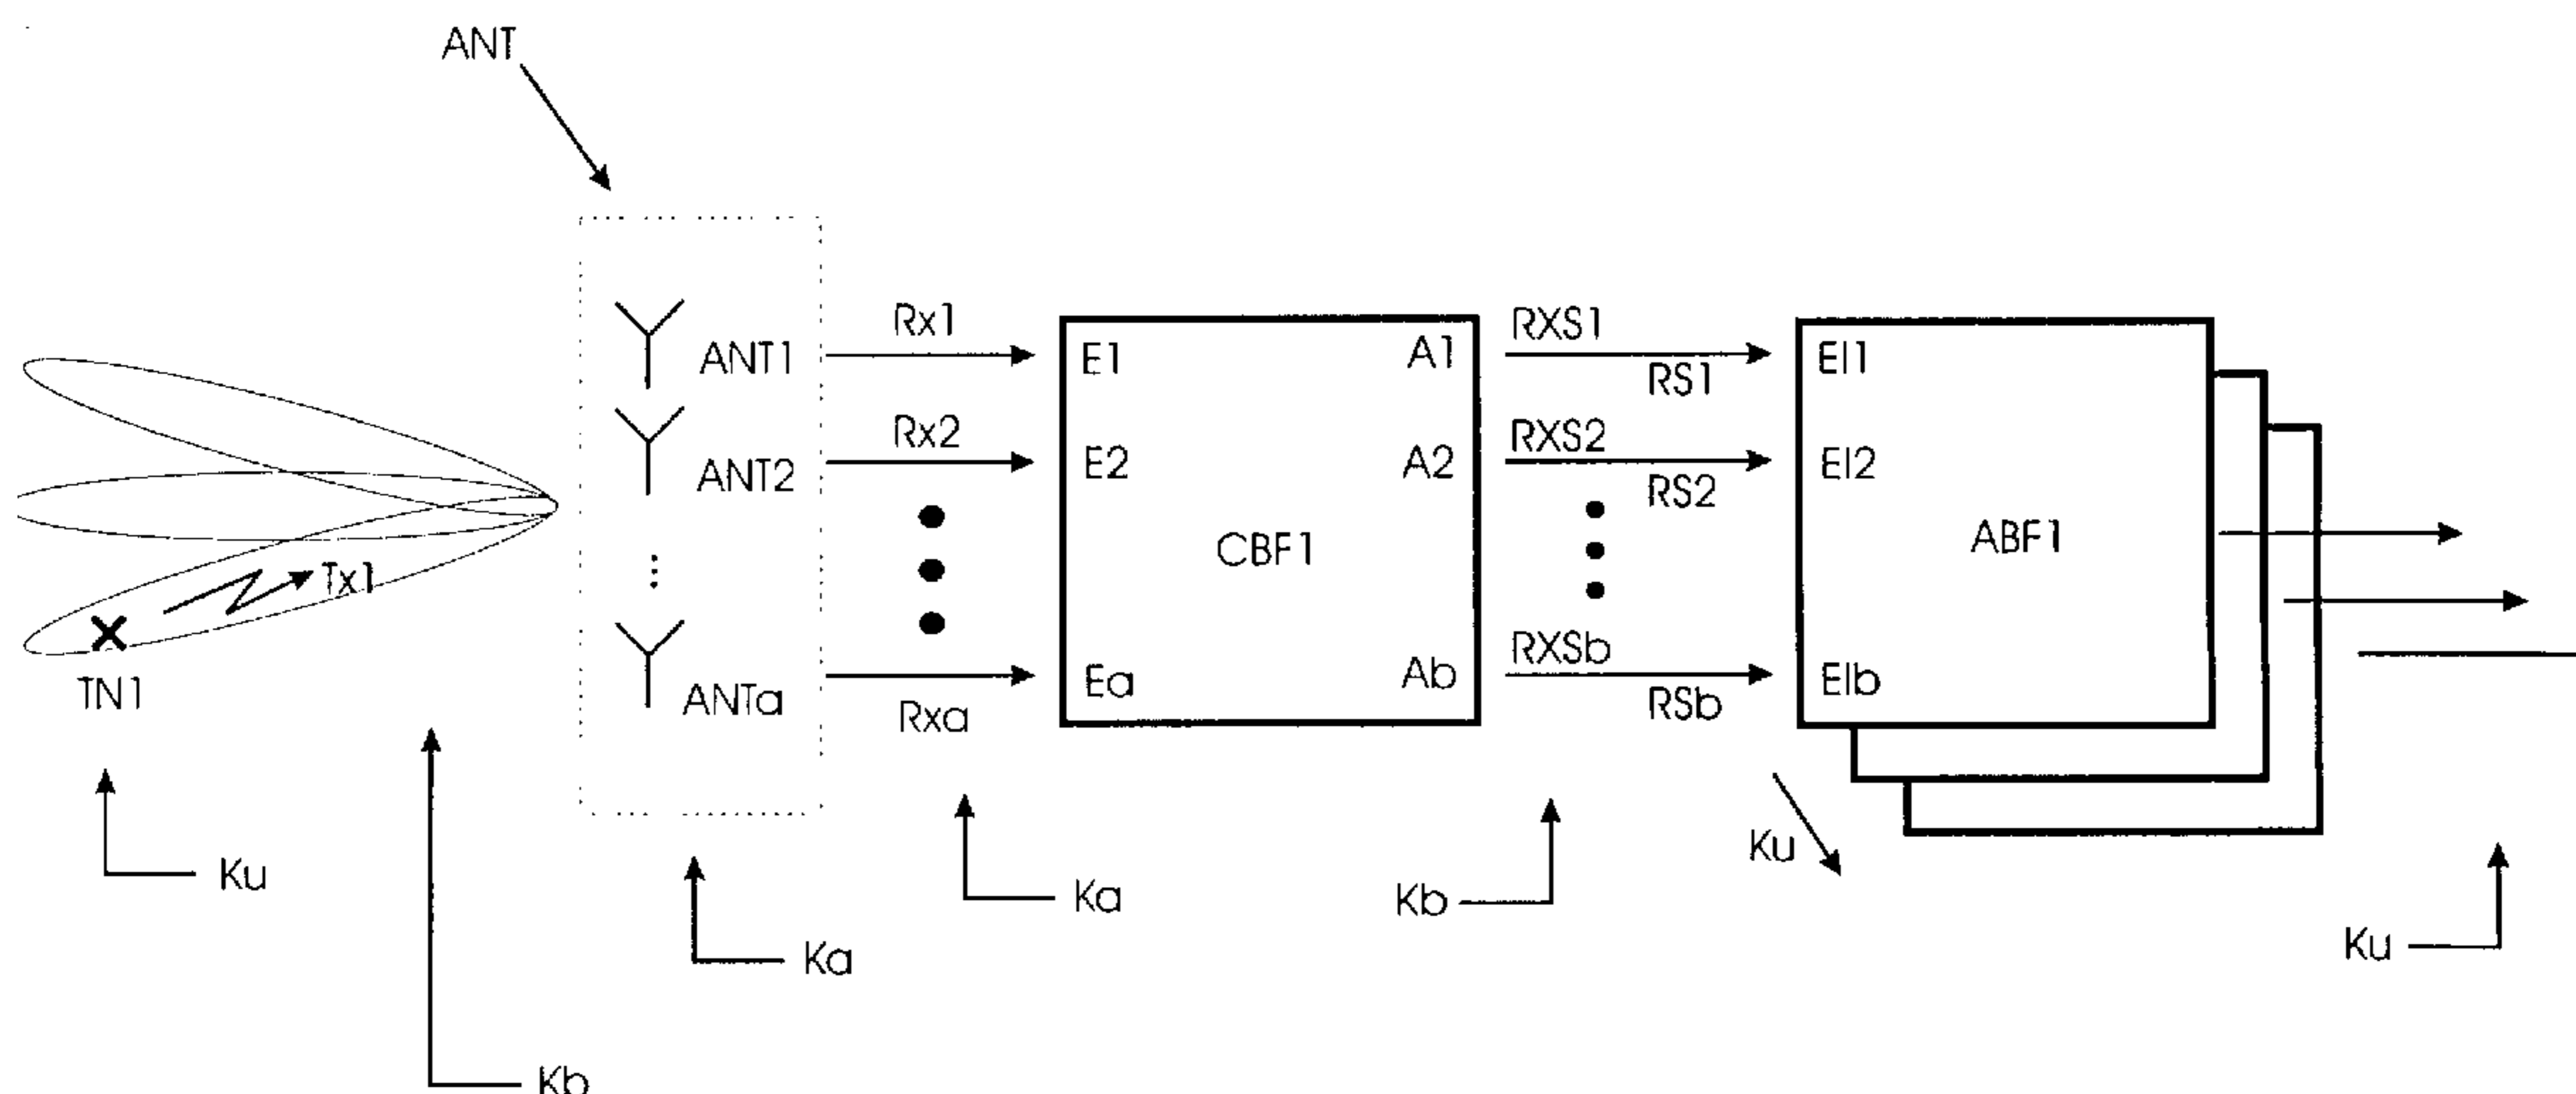 ANT
Rx1
RXS1
ANT1
E1
A1
RS1
EI1
Rx2
RXS2
ANT2
E2
A2
RS2
EI2
Tx1
CBF1
ABF1
TN1
ANTa
Rxa
Ea
Ab
RXSb
RSb
EIb
Ku
Ka
Kb
Ku
Ka
Ku
Kb